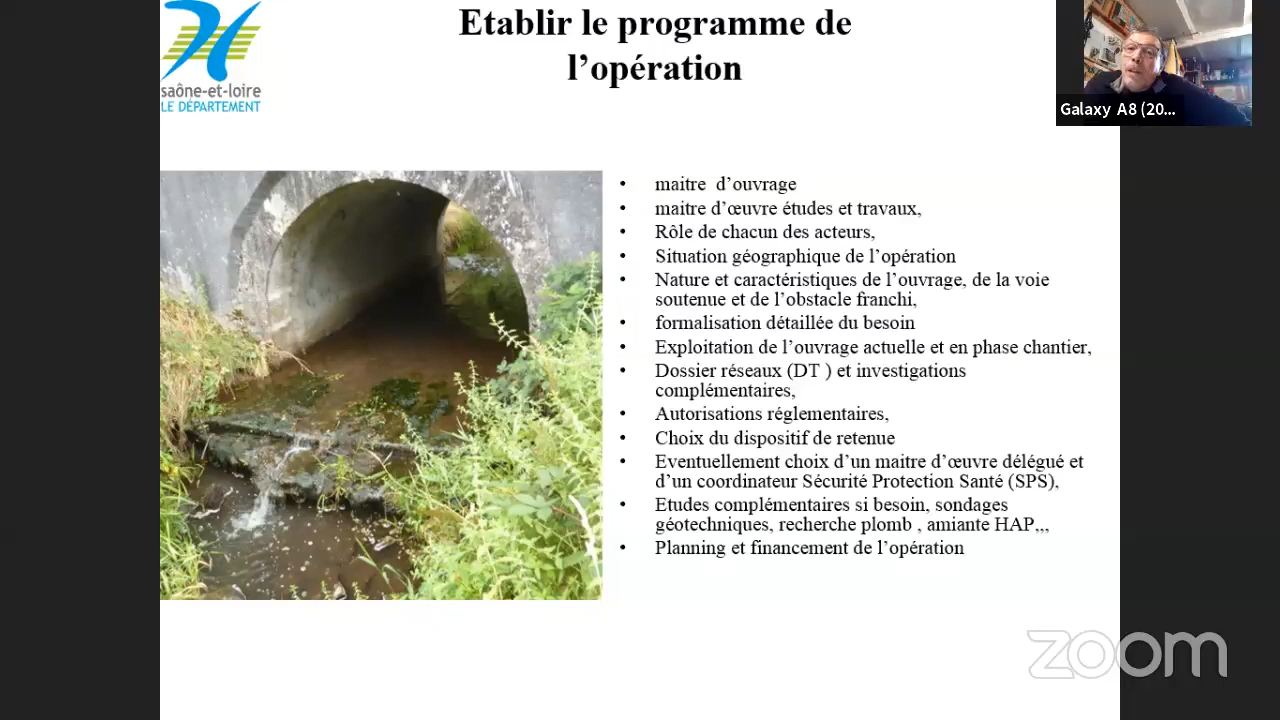 Etablir le programme de
l’opération
saône-et-loire
LE DÉPARTEMENT
Galaxy A8 (20...
• maitre d’ouvrage
• maitre d’œuvre études et travaux,
• Rôle de chacun des acteurs,
• Situation géographique de l’opération
• Nature et caractéristiques de l’ouvrage, de la voie
soutenue et de l’obstacle franchi,
• formalisation détaillée du besoin
• Exploitation de l’ouvrage actuelle et en phase chantier,
• Dossier réseaux (DT ) et investigations
complémentaires,
• Autorisations réglementaires,
• Choix du dispositif de retenue
• Eventuellement choix d’un maitre d’œuvre délégué et
d’un coordinateur Sécurité Protection Santé (SPS),
• Etudes complémentaires si besoin, sondages
géotechniques, recherche plomb , amiante HAP,,,
• Planning et financement de l’opération
zoom